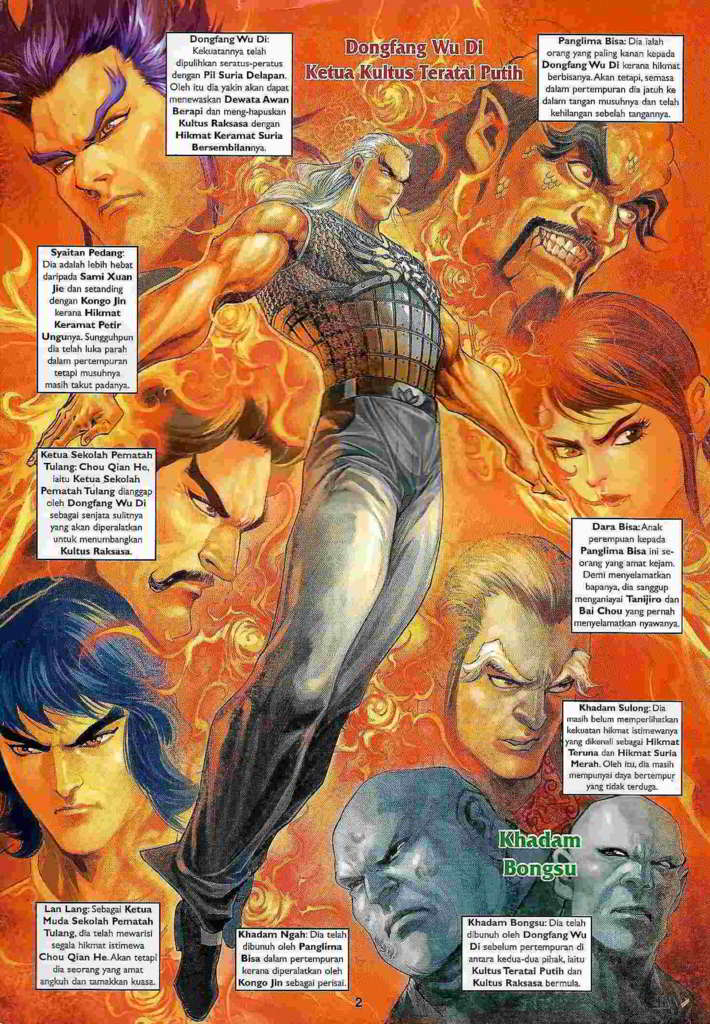 Dongfang Wu Di
Ketua Kultus Teratai Putih
Dongfang Wu Di:
Kekuatannya telah
dipulihkan seratus-peratus
dengan Pil Suria Delapan.
Oleh itu dia yakin akan dapat
menewaskan Dewata Awan
Berapi dan meng-hapuskan
Kultus Raksasa dengan
Hikmat Keramat Suria
Bersembilannya.
Panglima Bisa: Dia ialah
orang yang paling kanan kepada
Dongfang Wu Di kerana hikmat
berbisanya. Akan tetapi, semasa
dalam pertempuran dia jatuh ke
dalam tangan musuhnya dan telah
kehilangan sebelah tangannya.
Syaitan Pedang:
Dia adalah lebih hebat
daripada Sami Xuan
Jie dan setanding
dengan Kongo Jin
kerana Hikmat
Keramat Petir
Ungunya. Sungguhpun
dia telah luka parah
dalam pertempuran
tetapi musuhnya
masih takut padanya.
Ketua Sekolah Pematah
Tulang: Chou Qian He,
iaitu Ketua Sekolah
Pematah Tulang dianggap
oleh Dongfang Wu Di
sebagai senjata sulitnya
yang akan diperalatkan
untuk menumbangkan
Kultus Raksasa.
Dara Bisa: Anak
perempuan kepada
Panglima Bisa ini se-
orang yang amat kejam.
Demi menyelamatkan
bapanya, dia sanggup
menganiayai Tanijiro dan
Bai Chou yang pernah
menyelamatkan nyawanya.
Khadam Sulong: Dia
masih belum memperlihatkan
kekuatan hikmat istimewanya
yang dikenali sebagai Hikmat
Teruna dan Hikmat Suria
Merah. Oleh itu, dia masih
mempunyai daya bertempur
yang tidak terduga.
Khadam
Bongsu
Lan Lang: Sebagai Ketua
Muda Sekolah Pematah
Tulang, dia telah mewarisi
segala hikmat istimewa
Chou Qian He. Akan tetapi
dia seorang yang amat
angkuh dan tamakkan kuasa.
Khadam Ngah: Dia telah
dibunuh oleh Panglima
Bisa dalam pertempuran
kerana diperalatkan oleh
Kongo Jin sebagai perisai.
Khadam Bongsu: Dia telah
dibunuh oleh Dongfang Wu
Di sebelum pertempuran di
antara kedua-dua pihak, iaitu
Kultus Teratai Putih dan
Kultus Raksasa bermula.
2